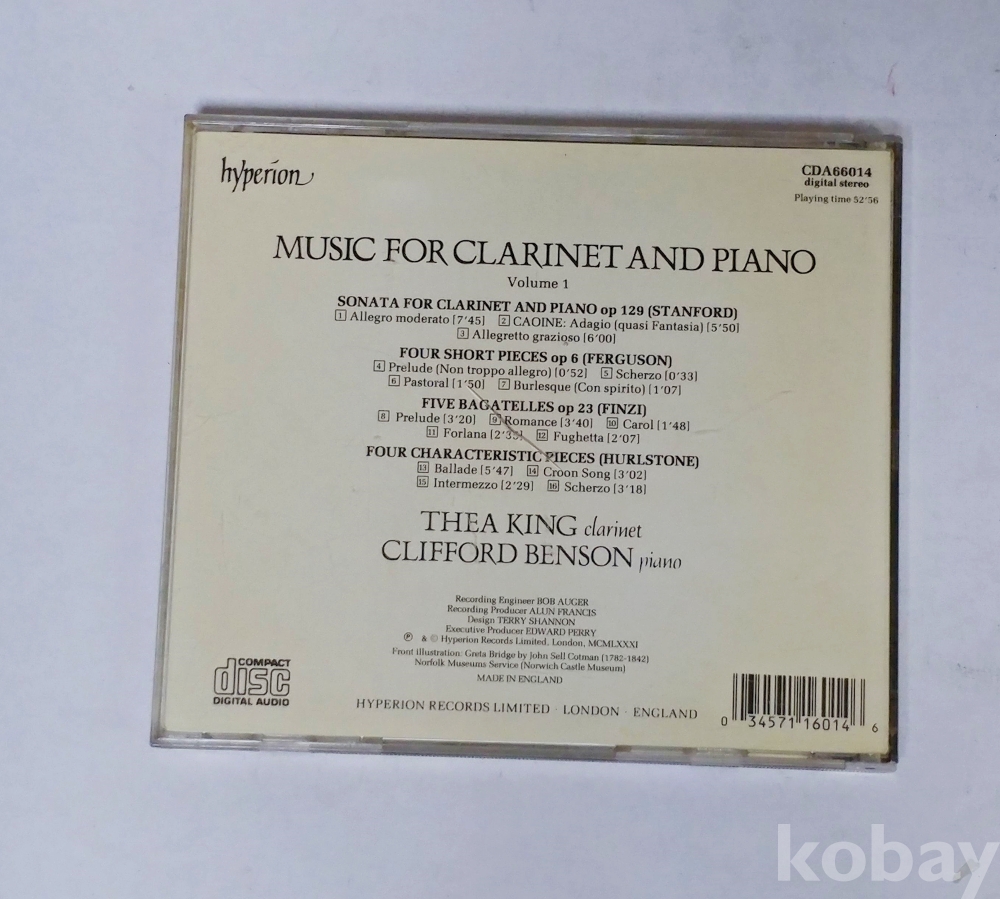 hyperion
CDA66014
digital stereo
Playing time 52'56
MUSIC FOR CLARINET AND PIANO
Volume 1
SONATA FOR CLARINET AND PIANO op 129 (STANFORD)
1 Allegro moderato [7'45] 2 CAOINE: Adagio (quasi Fantasia) [5'50]
3 Allegretto grazioso [6'00]
FOUR SHORT PIECES op 6 (FERGUSON)
4 Prelude (Non troppo allegro) [0'52] 5 Scherzo [0'33]
6 Pastoral [1'50] 7 Burlesque (Con spirito) [1'07]
FIVE BAGATELLES op 23 (FINZI)
8 Prelude [3'20] 9 Romance [3'40] 10 Carol [1'48]
11 Forlana [2'35] 12 Fughetta [2'07]
FOUR CHARACTERISTIC PIECES (HURLSTONE)
13 Ballade [5'47] 14 Croon Song [3'02]
15 Intermezzo [2'29] 16 Scherzo [3'18]
THEA KING clarinet
CLIFFORD BENSON piano
Recording Engineer BOB AUGER
Recording Producer ALUN FRANCIS
Design TERRY SHANNON
Executive Producer EDWARD PERRY
℗ & © Hyperion Records Limited, London, MCMLXXXI
Front illustration: Greta Bridge by John Sell Cotman (1782-1842)
Norfolk Museums Service (Norwich Castle Museum)
MADE IN ENGLAND
COMPACT
disc
DIGITAL AUDIO
HYPERION RECORDS LIMITED · LONDON · ENGLAND
0 34571 16014 6
kobay